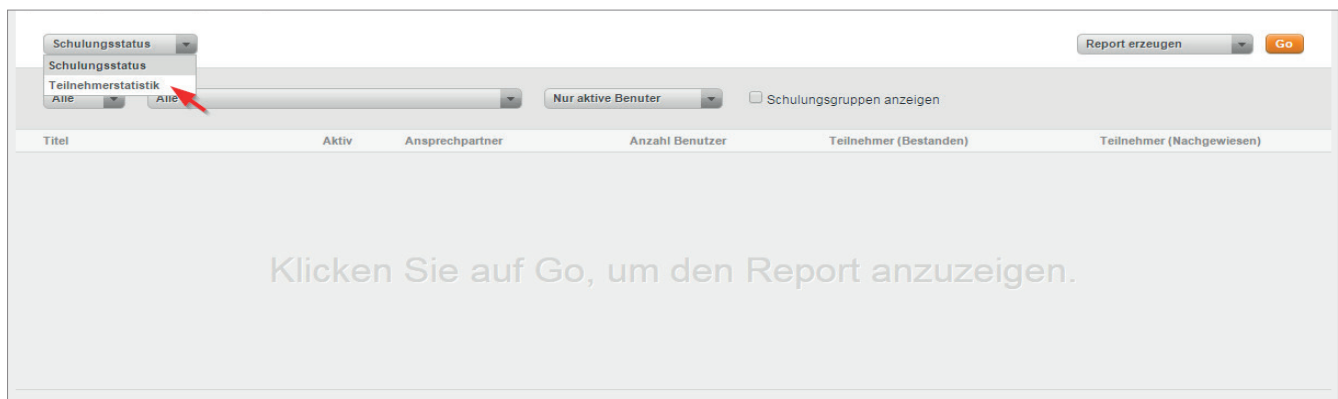 Schulungsstatus
Report erzeugen
Go
Schulungsstatus
Teilnehmerstatistik
Alle
Alle
Nur aktive Benuter
Schulungsgruppen anzeigen
Titel
Aktiv
Ansprechpartner
Anzahl Benutzer
Teilnehmer (Bestanden)
Teilnehmer (Nachgewiesen)
Klicken Sie auf Go, um den Report anzuzeigen.